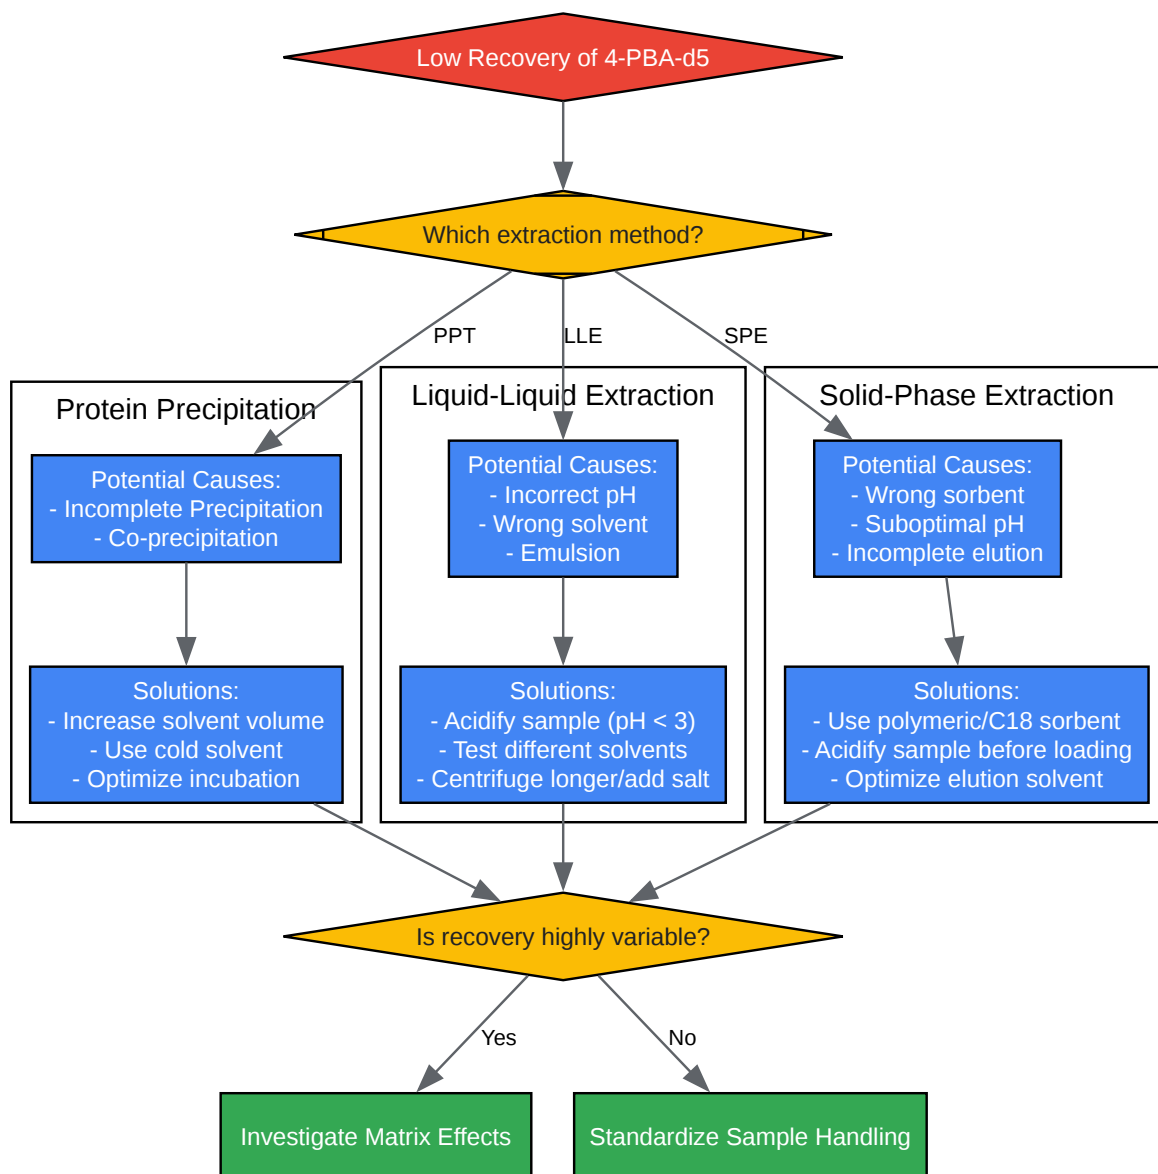 Low Recovery of 4-PBA-d5
Which extraction method?
PPT
LLE
SPE
Protein Precipitation
Potential Causes:
- Incomplete Precipitation
- Co-precipitation
Solutions:
- Increase solvent volume
- Use cold solvent
- Optimize incubation
Liquid-Liquid Extraction
Potential Causes:
- Incorrect pH
- Wrong solvent
- Emulsion
Solutions:
- Acidify sample (pH < 3)
- Test different solvents
- Centrifuge longer/add salt
Solid-Phase Extraction
Potential Causes:
- Wrong sorbent
- Suboptimal pH
- Incomplete elution
Solutions:
- Use polymeric/C18 sorbent
- Acidify sample before loading
- Optimize elution solvent
Is recovery highly variable?
Yes
No
Investigate Matrix Effects
Standardize Sample Handling